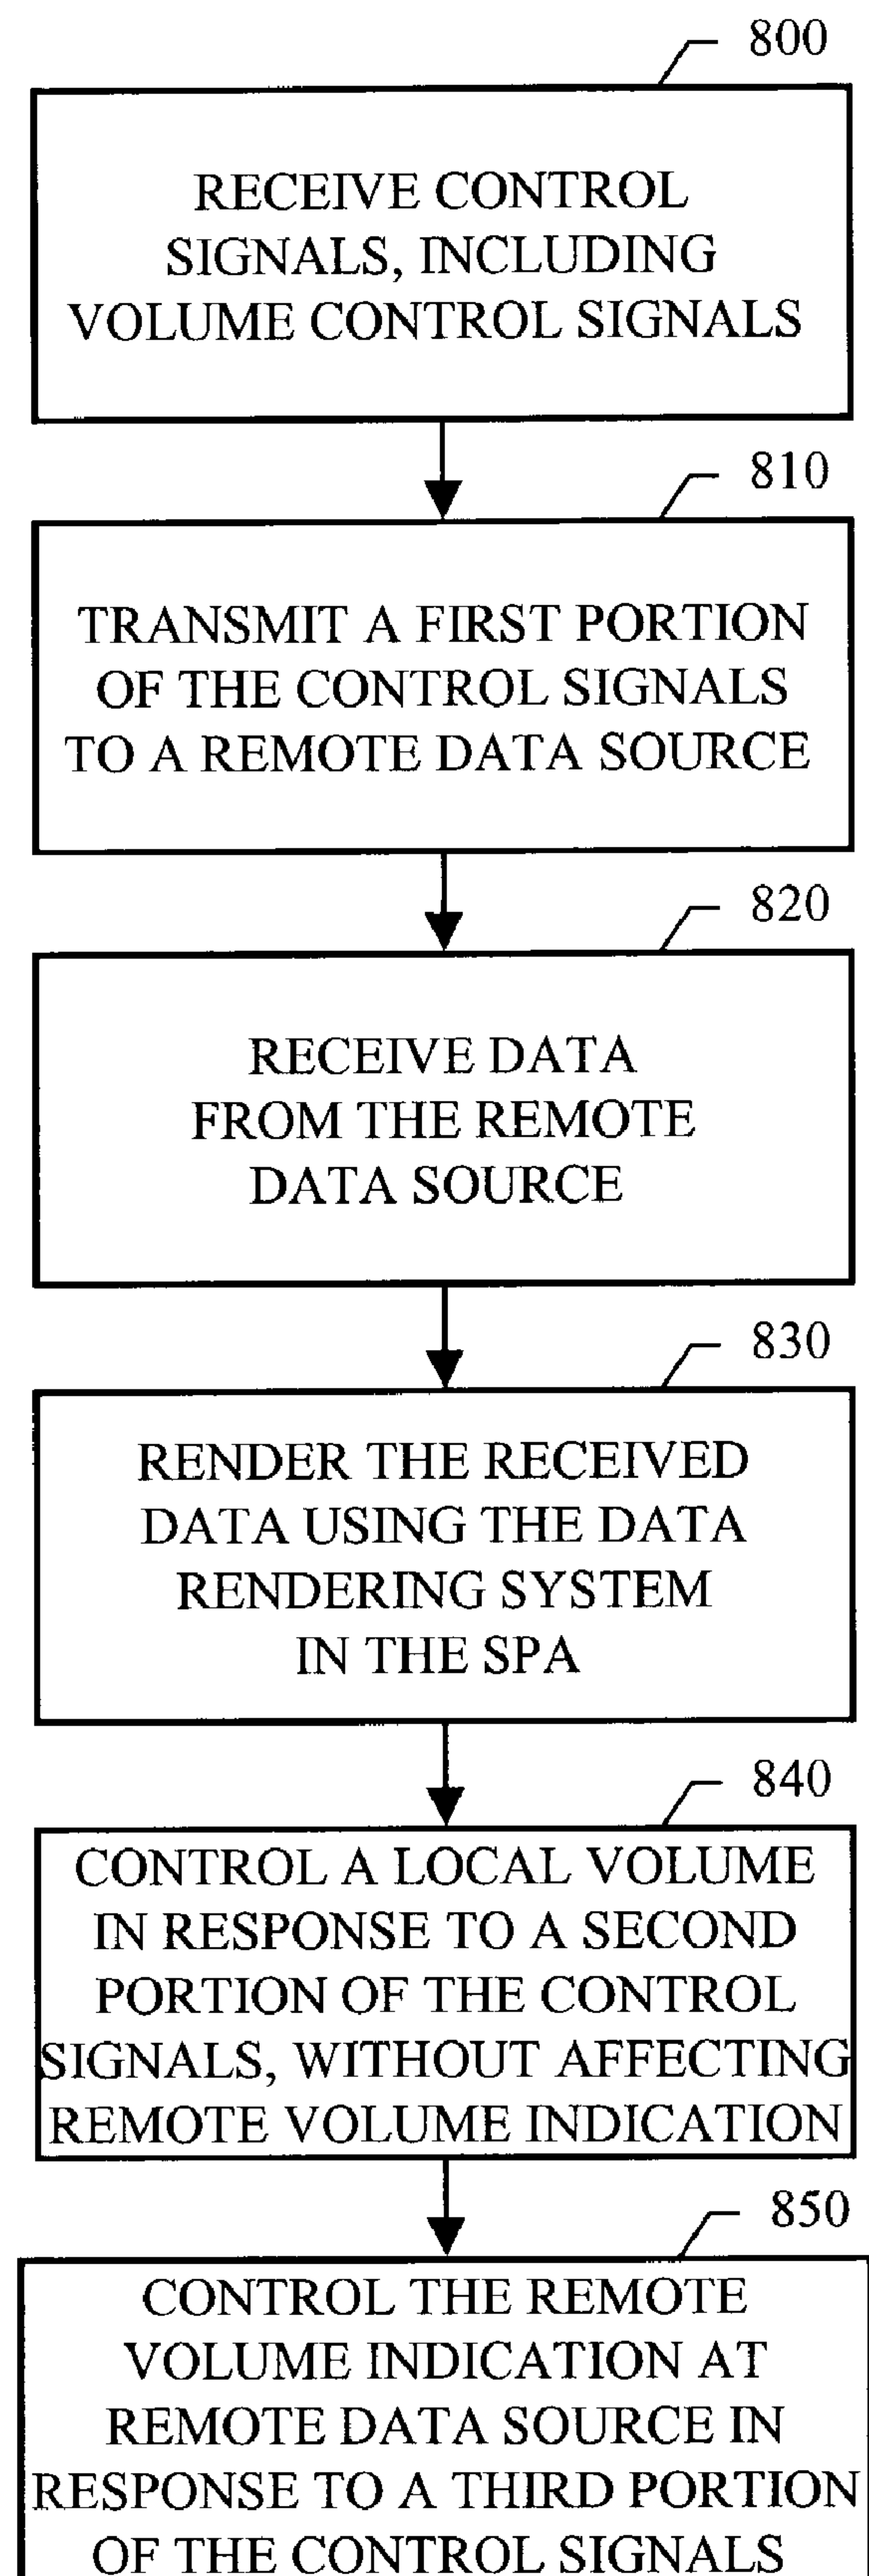 800
RECEIVE CONTROL
SIGNALS, INCLUDING
VOLUME CONTROL SIGNALS
810
TRANSMIT A FIRST PORTION
OF THE CONTROL SIGNALS
TO A REMOTE DATA SOURCE
820
RECEIVE DATA
FROM THE REMOTE
DATA SOURCE
830
RENDER THE RECEIVED
DATA USING THE DATA
RENDERING SYSTEM
IN THE SPA
840
CONTROL A LOCAL VOLUME
IN RESPONSE TO A SECOND
PORTION OF THE CONTROL
SIGNALS, WITHOUT AFFECTING
REMOTE VOLUME INDICATION
850
CONTROL THE REMOTE
VOLUME INDICATION AT
REMOTE DATA SOURCE IN
RESPONSE TO A THIRD PORTION
OF THE CONTROL SIGNALS